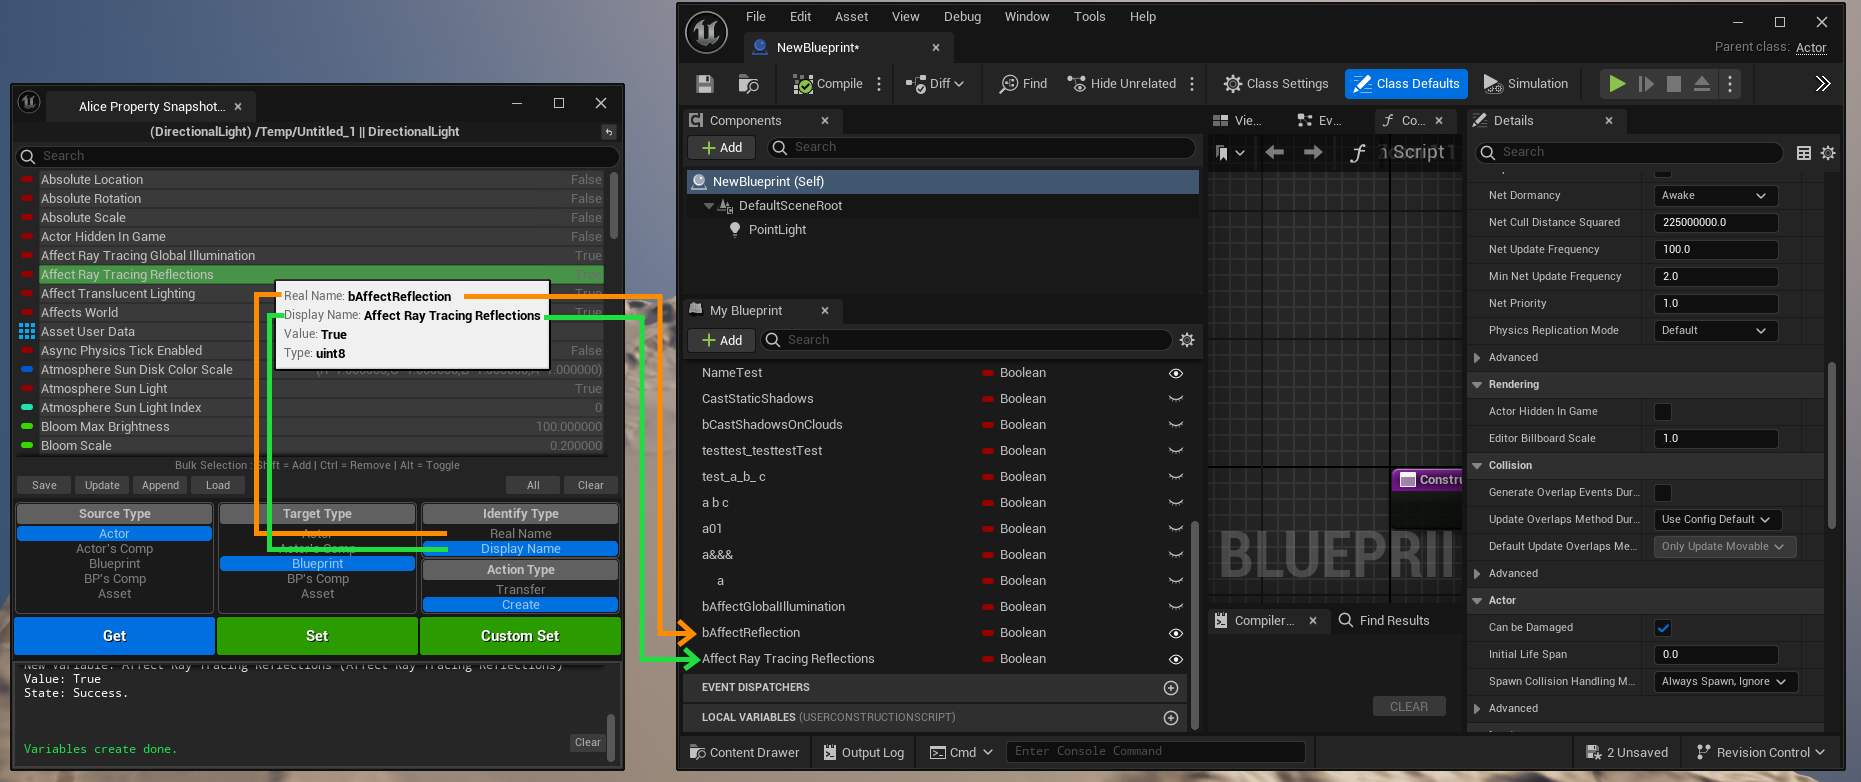 Alice Property Snapshot...
(DirectionalLight) /Temp/Untitled_1 || DirectionalLight
Search
Absolute Location False
Absolute Rotation False
Absolute Scale False
Actor Hidden In Game False
Affect Ray Tracing Global Illumination True
Affect Ray Tracing Reflections True
Affect Translucent Lighting True
Affects World True
Asset User Data
Async Physics Tick Enabled False
Atmosphere Sun Disk Color Scale
Atmosphere Sun Light True
Atmosphere Sun Light Index 0
Bloom Max Brightness 100.000000
Bloom Scale 0.200000
Real Name: bAffectReflection
Display Name: Affect Ray Tracing Reflections
Value: True
Type: uint8
Bulk Selection : Shift = Add | Ctrl = Remove | Alt = Toggle
Save Update Append Load All Clear
Source Type
Actor
Actor's Comp
Blueprint
BP's Comp
Asset
Target Type
Actor
Actor's Comp
Blueprint
BP's Comp
Asset
Identify Type
Real Name
Display Name
Action Type
Transfer
Create
Get Set Custom Set
New Variable: Affect Ray Tracing Reflections (Affect Ray Tracing Reflections)
Value: True
State: Success.
Variables create done.
Clear
File Edit Asset View Debug Window Tools Help
NewBlueprint*
Parent class: Actor
Compile Diff Find Hide Unrelated Class Settings Class Defaults Simulation
Components
Add Search
NewBlueprint (Self)
DefaultSceneRoot
PointLight
My Blueprint
Add Search
NameTest Boolean
CastStaticShadows Boolean
bCastShadowsOnClouds Boolean
testtest_testtestTest Boolean
test_a_b_ c Boolean
a b c Boolean
a01 Boolean
a&&& Boolean
a Boolean
bAffectGlobalIllumination Boolean
bAffectReflection Boolean
Affect Ray Tracing Reflections Boolean
EVENT DISPATCHERS
LOCAL VARIABLES (USERCONSTRUCTIONSCRIPT)
Vie... Ev... Co...
Script
Constru
BLUEPRI
Compiler... Find Results
CLEAR
Details
Search
Net Dormancy Awake
Net Cull Distance Squared 225000000.0
Net Update Frequency 100.0
Min Net Update Frequency 2.0
Net Priority 1.0
Physics Replication Mode Default
Advanced
Rendering
Actor Hidden In Game
Editor Billboard Scale 1.0
Collision
Generate Overlap Events Dur...
Update Overlaps Method Dur... Use Config Default
Default Update Overlaps Me... Only Update Movable
Advanced
Actor
Can be Damaged
Initial Life Span 0.0
Spawn Collision Handling M... Always Spawn, Ignore
Advanced
Content Drawer Output Log Cmd Enter Console Command 2 Unsaved Revision Control